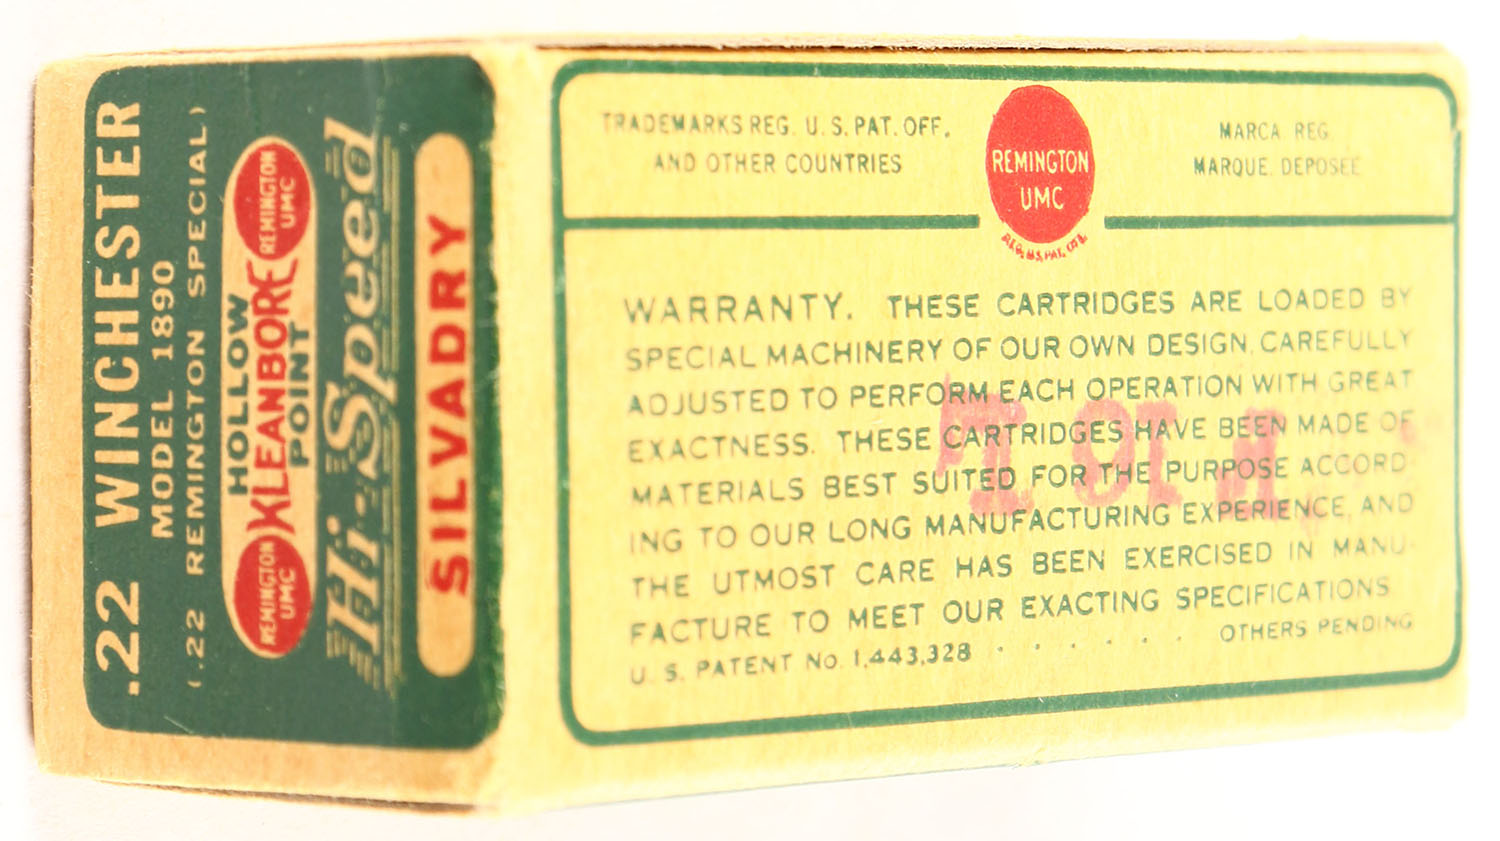 .22 WINCHESTER
MODEL 1890
(.22 REMINGTON SPECIAL)
HOLLOW
REMINGTON
UMC
KLEANBORE
REMINGTON
UMC
POINT
Hi-Speed
SILVADRY
TRADEMARKS REG. U.S. PAT. OFF.
AND OTHER COUNTRIES
REMINGTON
UMC
REG. U.S. PAT. OFF.
MARCA REG.
MARQUE DEPOSEE
WARRANTY. THESE CARTRIDGES ARE LOADED BY
SPECIAL MACHINERY OF OUR OWN DESIGN, CAREFULLY
ADJUSTED TO PERFORM EACH OPERATION WITH GREAT
EXACTNESS. THESE CARTRIDGES HAVE BEEN MADE OF
MATERIALS BEST SUITED FOR THE PURPOSE ACCORD-
ING TO OUR LONG MANUFACTURING EXPERIENCE, AND
THE UTMOST CARE HAS BEEN EXERCISED IN MANU-
FACTURE TO MEET OUR EXACTING SPECIFICATIONS.
U. S. PATENT No. 1,443,328 . . . . . . OTHERS PENDING